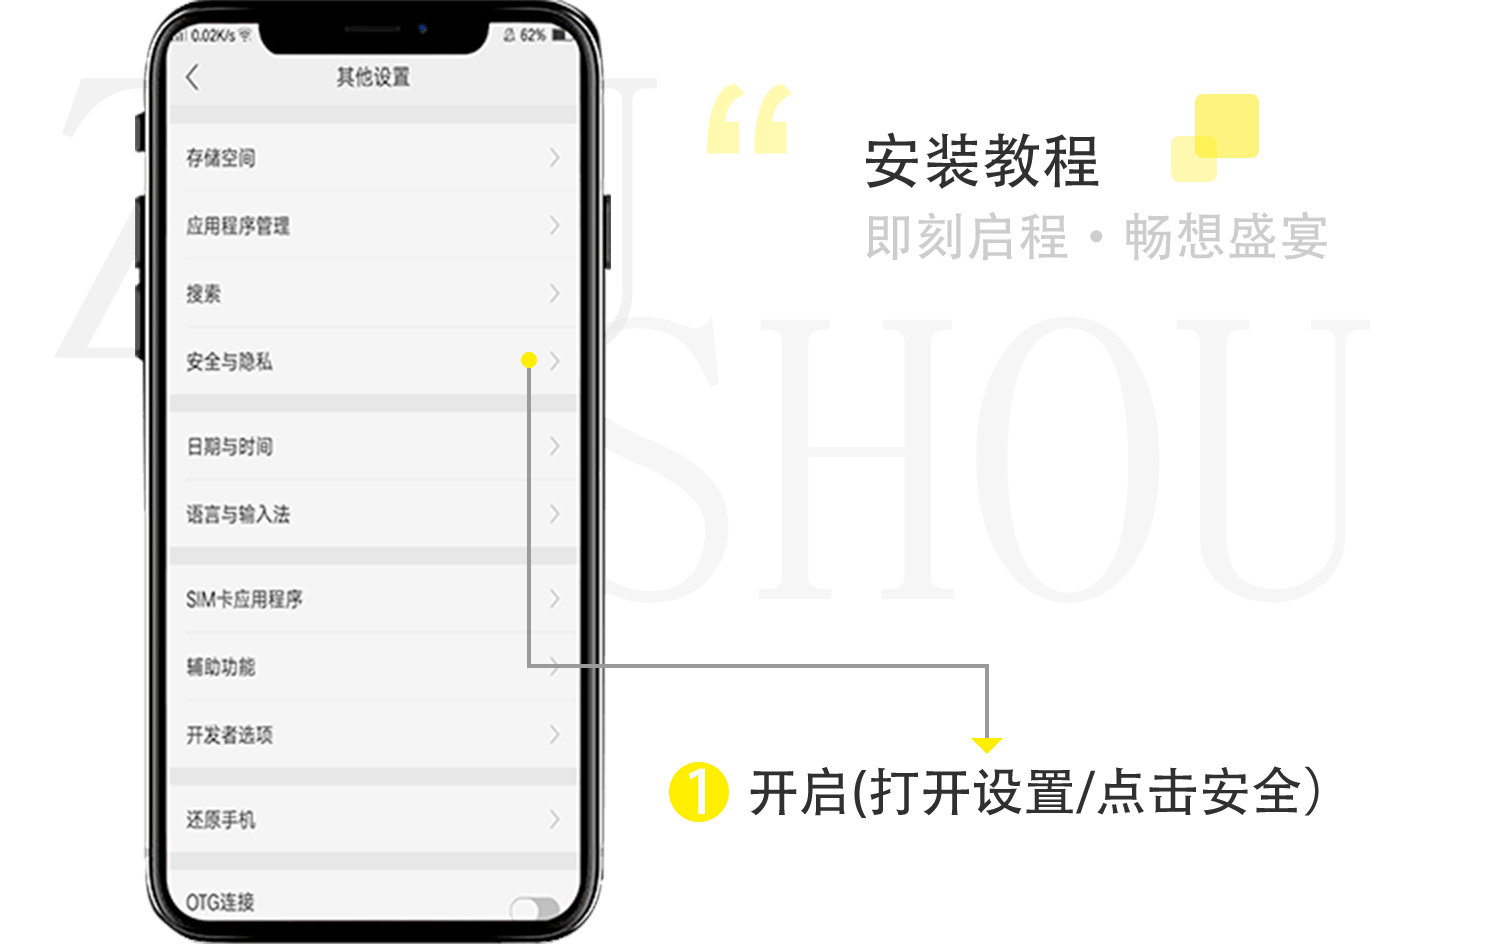 0.02K/s 62%
其他设置
存储空间
应用程序管理
搜索
安全与隐私
日期与时间
语言与输入法
SIM卡应用程序
辅助功能
开发者选项
还原手机
OTG连接
“
安装教程
即刻启程·畅想盛宴
SHOU
1 开启(打开设置/点击安全）